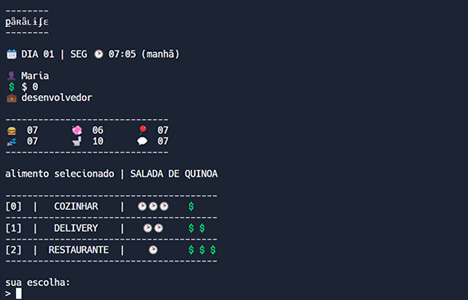 --------
p̲ȁʀᴀʟɨʃɛ
--------
DIA 01 | SEG 07:05 (manhã)
Maria
$ $ 0
desenvolvedor
------------------------------
07 06 07
07 10 07
------------------------------
alimento selecionado | SALADA DE QUINOA
---------------------------------------
[0] | COZINHAR | $
---------------------------------------
[1] | DELIVERY | $ $
---------------------------------------
[2] | RESTAURANTE | $ $ $
---------------------------------------
sua escolha:
>